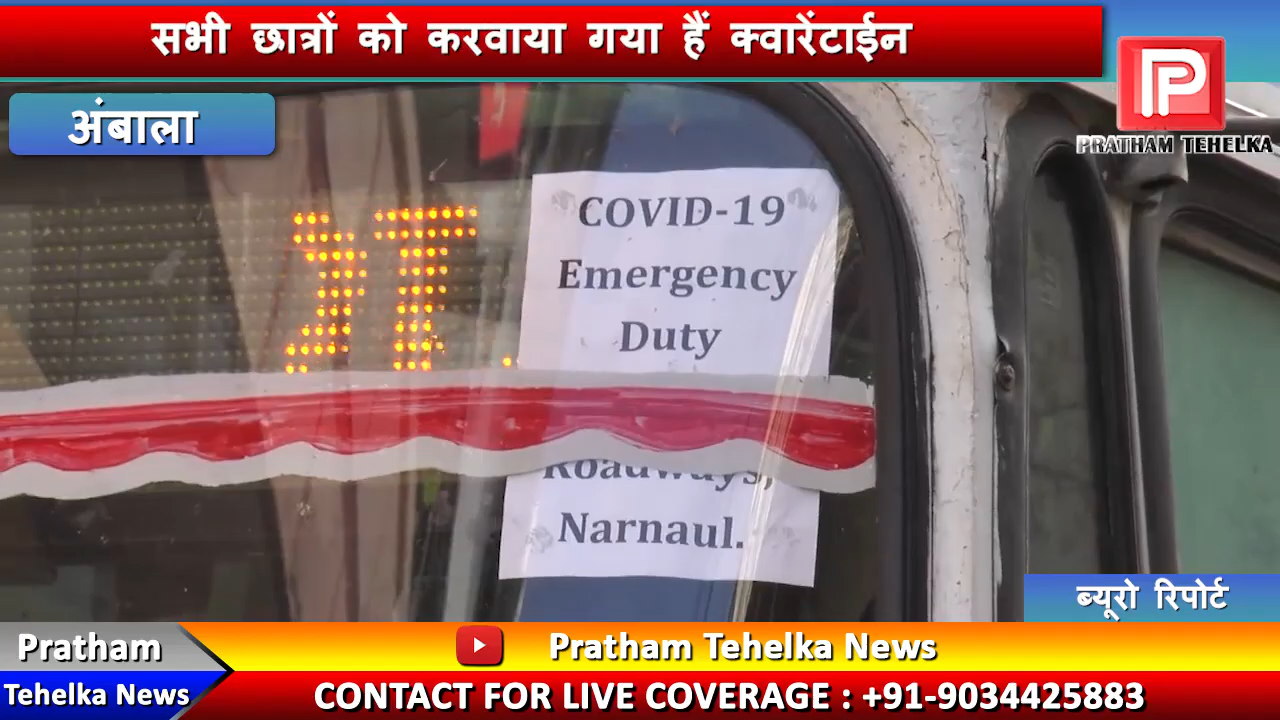 सभी छात्रों को करवाया गया हैं क्वारेंटाईन
अंबाला
PRATHAM TEHELKA
COVID-19
Emergency
Duty
Roadways,
Narnaul.
ब्यूरो रिपोर्ट
Pratham
Tehelka News
Pratham Tehelka News
CONTACT FOR LIVE COVERAGE : +91-9034425883